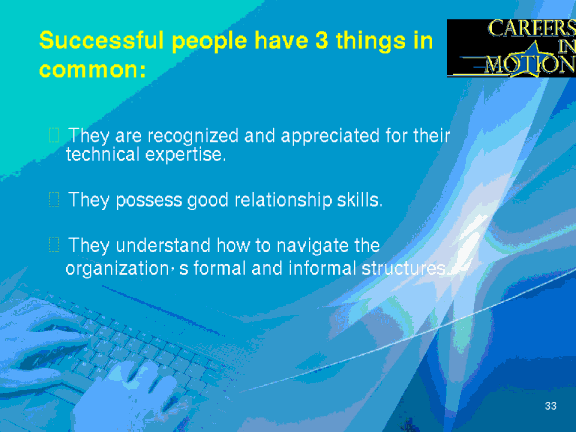 Successful people have 3 things in
common:
CAREERS
IN
MOTION
They are recognized and appreciated for their
technical expertise.
They possess good relationship skills.
They understand how to navigate the
organization·s formal and informal structures.
33